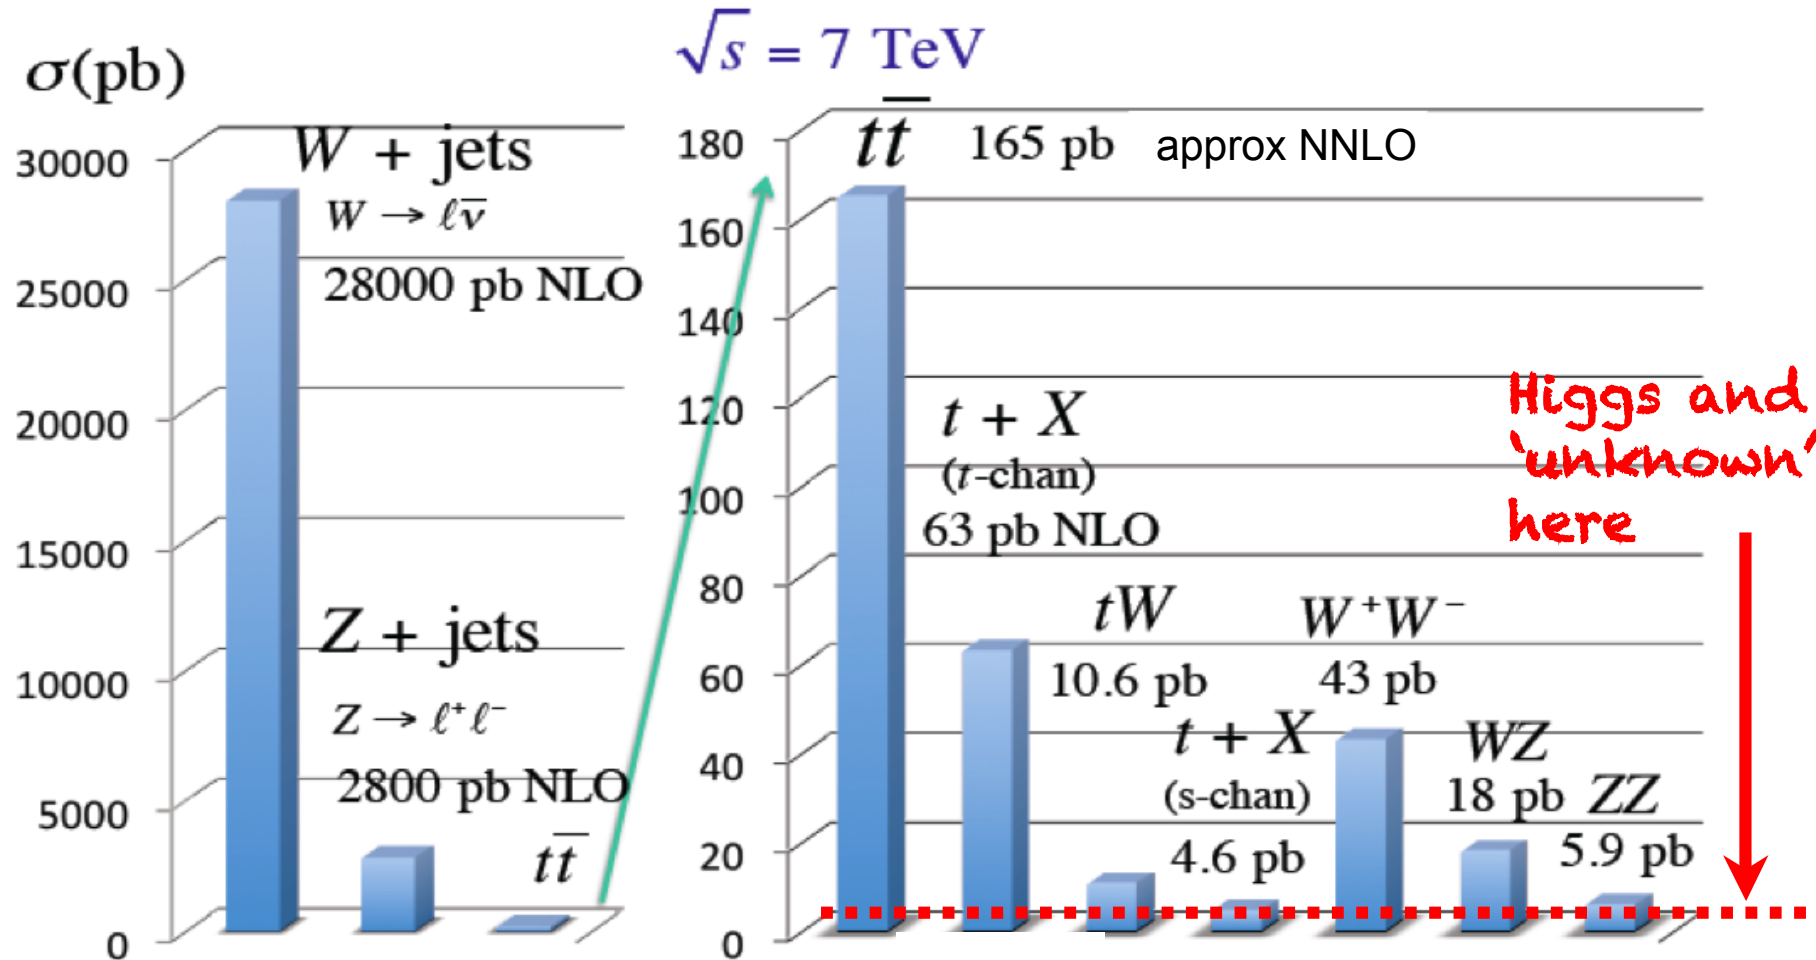 σ(pb)
√s = 7 TeV
30000
25000
20000
15000
10000
5000
0
W + jets
W → ℓν̅
28000 pb NLO
Z + jets
Z → ℓ⁺ℓ⁻
2800 pb NLO
tt̅
180
160
140
120
100
80
60
40
20
0
tt̅ 165 pb approx NNLO
t + X
(t-chan)
63 pb NLO
tW
10.6 pb
t + X
(s-chan)
4.6 pb
W⁺W⁻
43 pb
WZ
18 pb
ZZ
5.9 pb
Higgs and
‘unknown’
here